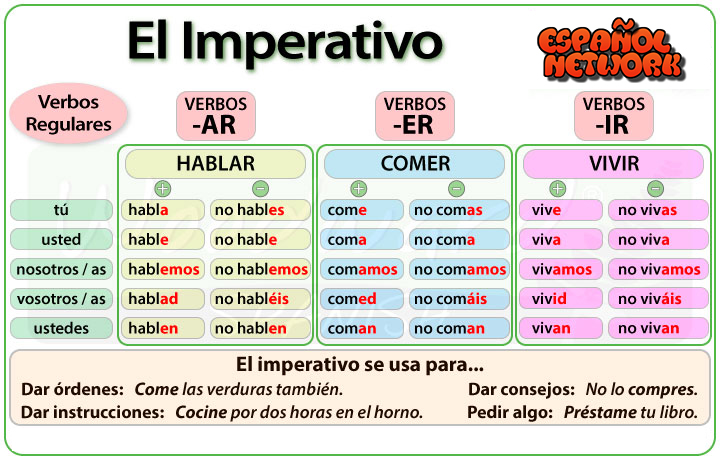 El Imperativo
ESPAÑOL
NETWORK
Verbos
Regulares
VERBOS
-AR
VERBOS
-ER
VERBOS
-IR
HABLAR COMER VIVIR
+ − + − + −
tú habla no hables come no comas vive no vivas
usted hable no hable coma no coma viva no viva
nosotros / as hablemos no hablemos comamos no comamos vivamos no vivamos
vosotros / as hablad no habléis comed no comáis vivid no viváis
ustedes hablen no hablen coman no coman vivan no vivan
El imperativo se usa para...
Dar órdenes: Come las verduras también. Dar consejos: No lo compres.
Dar instrucciones: Cocine por dos horas en el horno. Pedir algo: Préstame tu libro.